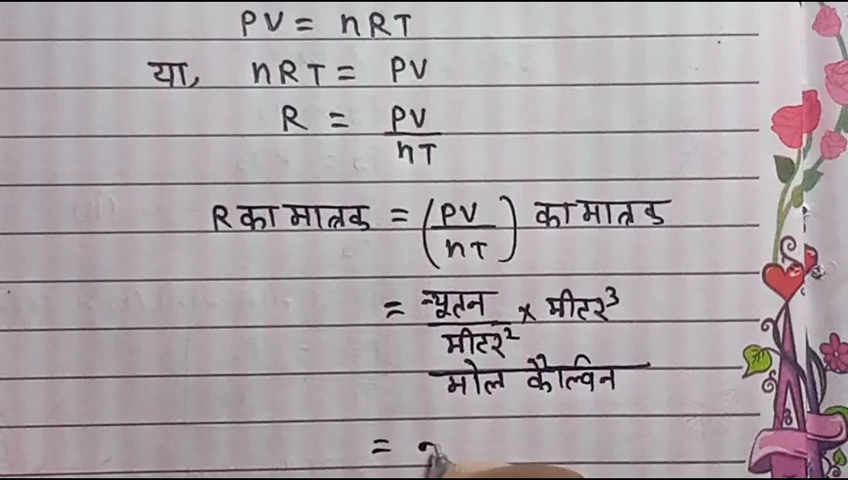 PV = nRT
या, nRT = PV
R = PV/nT
R का मात्रक = (PV/nT) का मात्रक
= न्यूटन/मीटर² × मीटर³
मोल कैल्विन
=